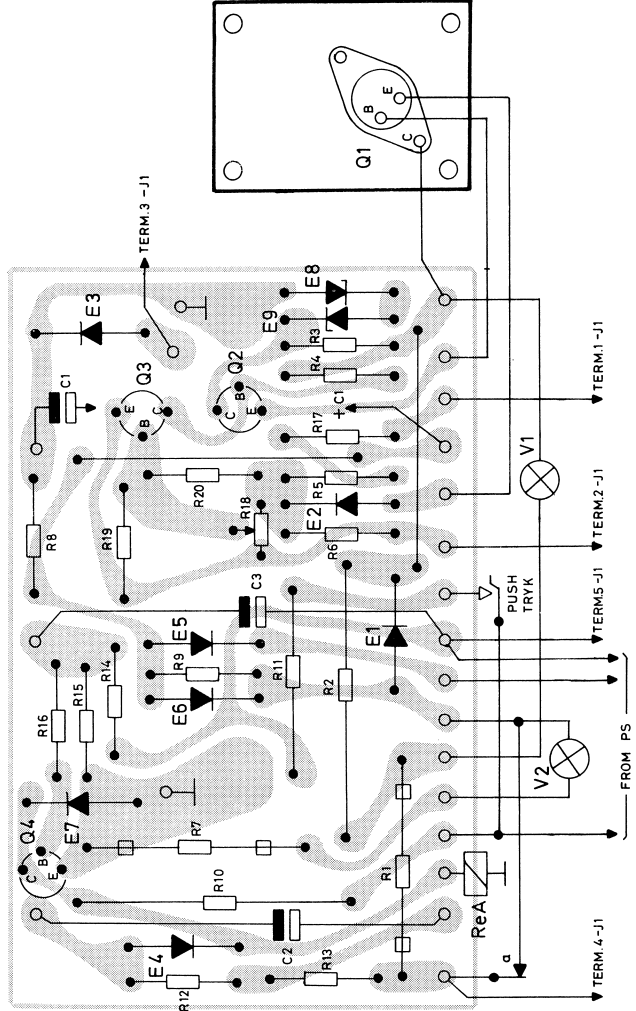 Q1
B
E
C
TERM.3 -J1
E3
E8
E9
R3
R4
C1
E
Q3
B
C
Q2
C
B
E
+
C1
R17
TERM.1 -J1
R20
R5
V1
R8
R19
R18
E2
R6
TERM.2 -J1
C3
PUSH
TRYK
TERM.5 -J1
E5
E1
R9
R11
R14
R2
R15
R16
E6
FROM PS
V2
Q4
E7
C
B
E
R7
R1
R10
ReA
E4
C2
R13
R12
a
TERM.4 -J1